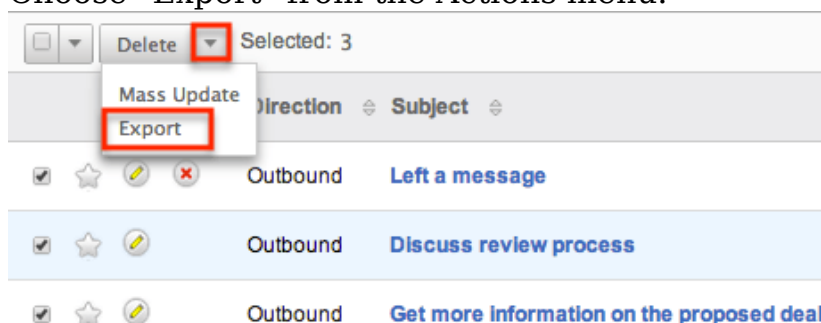 Choose "Export" from the Actions menu.
Delete Selected: 3
Mass Update
Direction Subject
Export
Outbound Left a message
Outbound Discuss review process
Outbound Get more information on the proposed deal